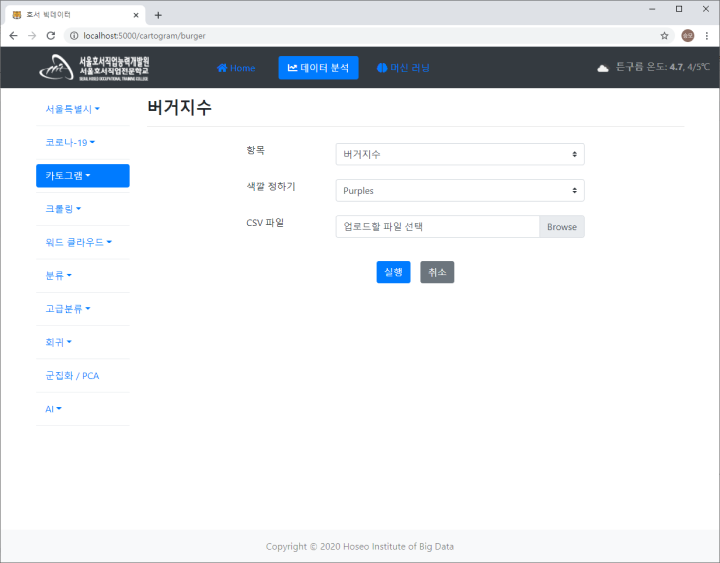 호서 빅데이터
localhost:5000/cartogram/burger
서울호서직업능력개발원
서울호서직업전문학교
SEOUL HOSEO OCCUPATIONAL TRAINING COLLEGE
Home
데이터 분석
머신 러닝
튼구름 온도: 4.7, 4/5℃
서울특별시
코로나-19
카토그램
크롤링
워드 클라우드
분류
고급분류
회귀
군집화 / PCA
AI
버거지수
항목
버거지수
색깔 정하기
Purples
CSV 파일
업로드할 파일 선택
Browse
실행
취소
Copyright © 2020 Hoseo Institute of Big Data